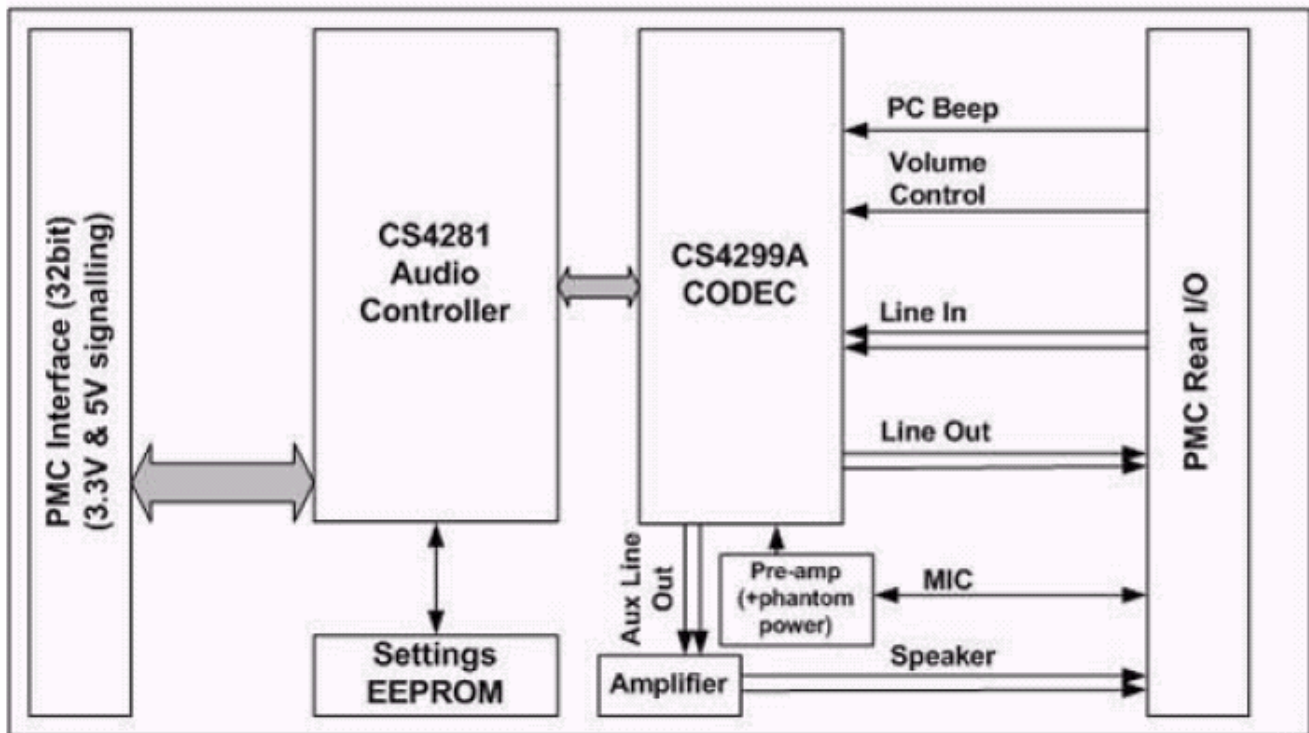 PMC Interface (32bit)
(3.3V & 5V signalling)
CS4281
Audio
Controller
Settings
EEPROM
CS4299A
CODEC
PC Beep
Volume
Control
Line In
Line Out
Aux Line
Out
Pre-amp
(+phantom
power)
MIC
Amplifier
Speaker
PMC Rear I/O